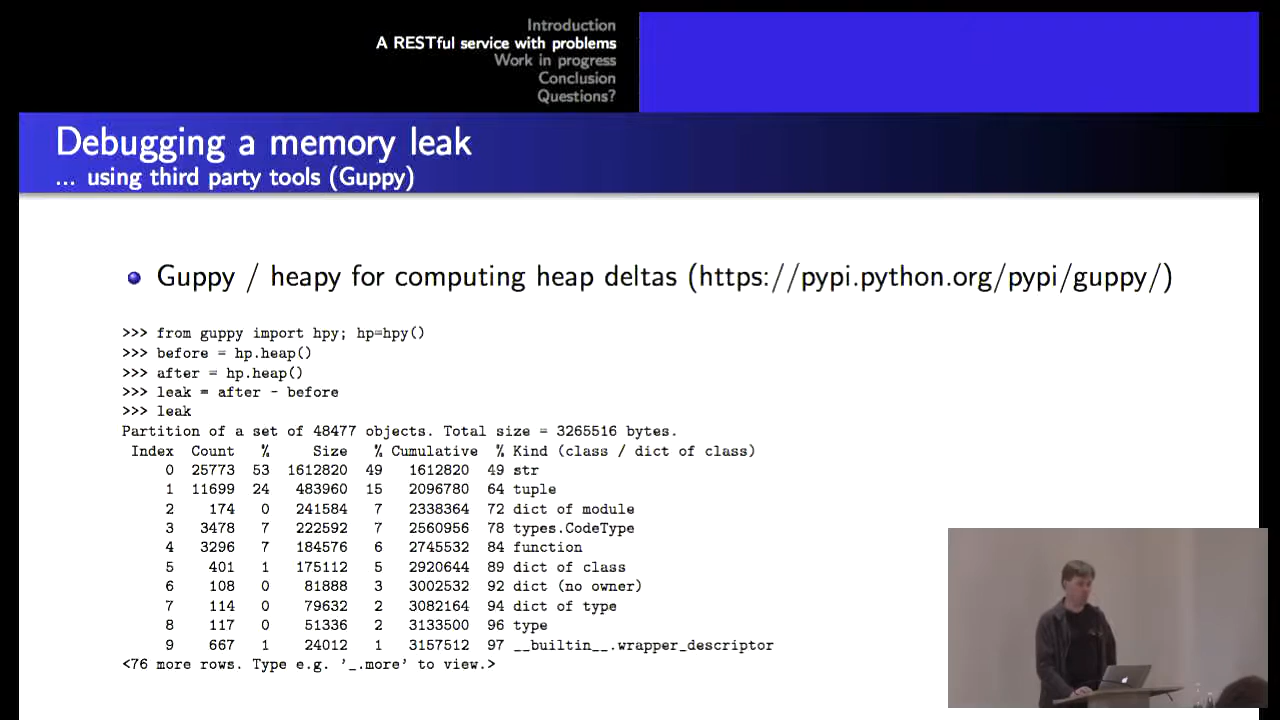 Introduction
A RESTful service with problems
Work in progress
Conclusion
Questions?
Debugging a memory leak
... using third party tools (Guppy)
Guppy / heapy for computing heap deltas (https://pypi.python.org/pypi/guppy/)
>>> from guppy import hpy; hp=hpy()
>>> before = hp.heap()
>>> after = hp.heap()
>>> leak = after - before
>>> leak
Partition of a set of 48477 objects. Total size = 3265516 bytes.
Index Count % Size % Cumulative % Kind (class / dict of class)
0 25773 53 1612820 49 1612820 49 str
1 11699 24 483960 15 2096780 64 tuple
2 174 0 241584 7 2338364 72 dict of module
3 3478 7 222592 7 2560956 78 types.CodeType
4 3296 7 184576 6 2745532 84 function
5 401 1 175112 5 2920644 89 dict of class
6 108 0 81888 3 3002532 92 dict (no owner)
7 114 0 79632 2 3082164 94 dict of type
8 117 0 51336 2 3133500 96 type
9 667 1 24012 1 3157512 97 __builtin__.wrapper_descriptor
<76 more rows. Type e.g. '_.more' to view.>